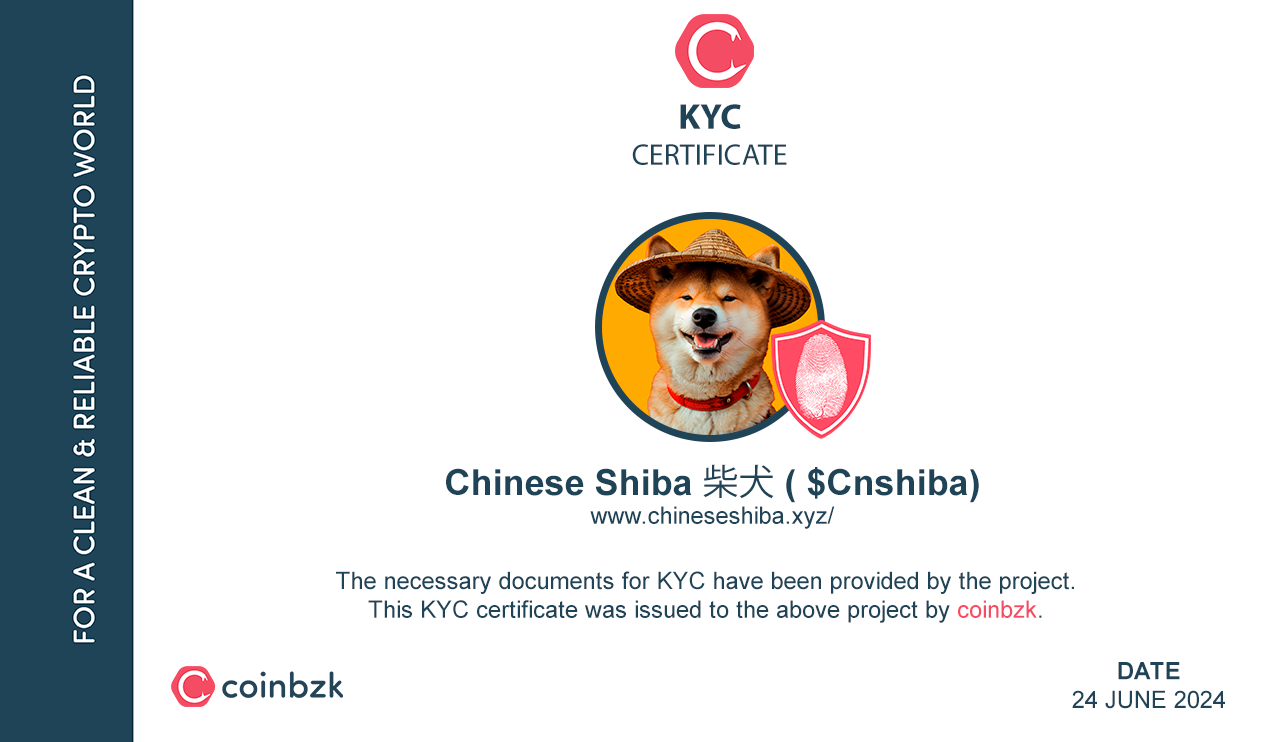 FOR A CLEAN & RELIABLE CRYPTO WORLD
KYC
CERTIFICATE
Chinese Shiba 柴犬 ( $Cnshiba)
www.chineseshiba.xyz/
The necessary documents for KYC have been provided by the project.
This KYC certificate was issued to the above project by coinbzk.
coinbzk
DATE
24 JUNE 2024